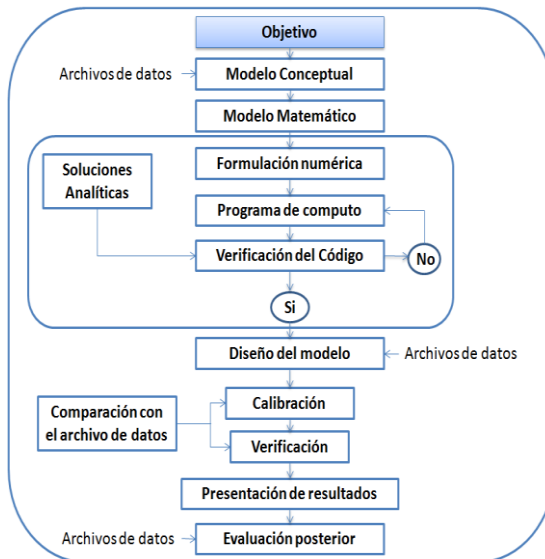 Objetivo
Archivos de datos
Modelo Conceptual
Modelo Matemático
Formulación numérica
Soluciones
Analíticas
Programa de computo
Verificación del Código
No
Si
Diseño del modelo
Archivos de datos
Calibración
Comparación con
el archivo de datos
Verificación
Presentación de resultados
Archivos de datos
Evaluación posterior